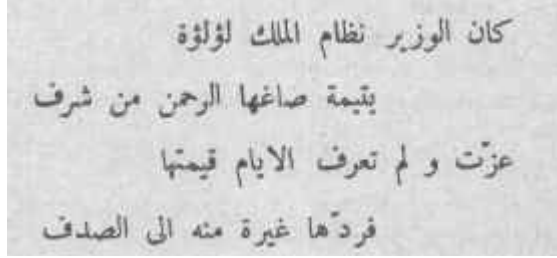 كان الوزير نظام الملك لؤلؤة
يتيمة صاغها الرحمن من شرف
عزّت و لم تعرف الايام قيمتها
فردّها غيرة منه الى الصدف